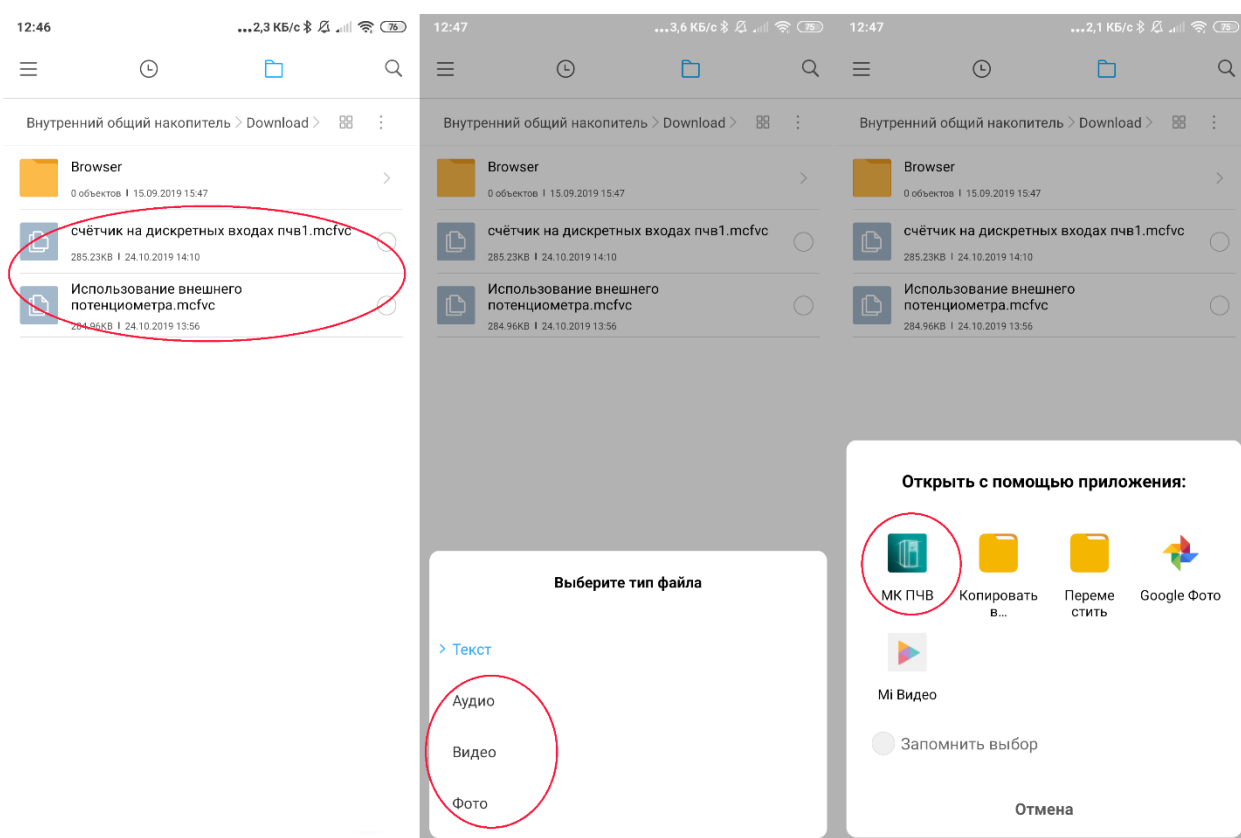 12:46 ...2,3 КБ/с 76
Внутренний общий накопитель > Download >
Browser
0 объектов | 15.09.2019 15:47
счётчик на дискретных входах пчв1.mcfvc
285.23KB | 24.10.2019 14:10
Использование внешнего
потенциометра.mcfvc
284.96KB | 24.10.2019 13:56
12:47 ...3,6 КБ/с 75
Внутренний общий накопитель > Download >
Browser
0 объектов | 15.09.2019 15:47
счётчик на дискретных входах пчв1.mcfvc
285.23KB | 24.10.2019 14:10
Использование внешнего
потенциометра.mcfvc
284.96KB | 24.10.2019 13:56
Выберите тип файла
> Текст
Аудио
Видео
Фото
12:47 ...2,1 КБ/с 75
Внутренний общий накопитель > Download >
Browser
0 объектов | 15.09.2019 15:47
счётчик на дискретных входах пчв1.mcfvc
285.23KB | 24.10.2019 14:10
Использование внешнего
потенциометра.mcfvc
284.96KB | 24.10.2019 13:56
Открыть с помощью приложения:
МК ПЧВ Копировать Переме Google Фото
в... стить
Mi Видео
Запомнить выбор
Отмена